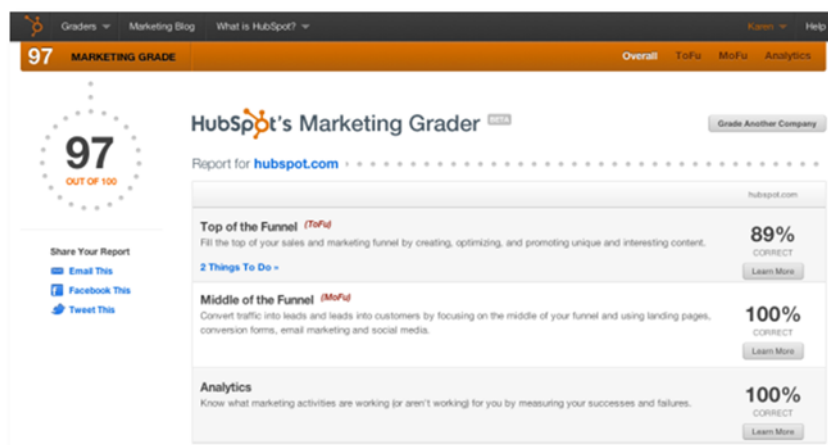 Graders Marketing Blog What is HubSpot? Karen Help
97 MARKETING GRADE Overall ToFu MoFu Analytics
97
OUT OF 100
Share Your Report
Email This
Facebook This
Tweet This
HubSpot's Marketing Grader BETA
Grade Another Company
Report for hubspot.com
hubspot.com
Top of the Funnel (ToFu)
Fill the top of your sales and marketing funnel by creating, optimizing, and promoting unique and interesting content.
2 Things To Do »
89%
CORRECT
Learn More
Middle of the Funnel (MoFu)
Convert traffic into leads and leads into customers by focusing on the middle of your funnel and using landing pages,
conversion forms, email marketing and social media.
100%
CORRECT
Learn More
Analytics
Know what marketing activities are working (or aren't working) for you by measuring your successes and failures.
100%
CORRECT
Learn More